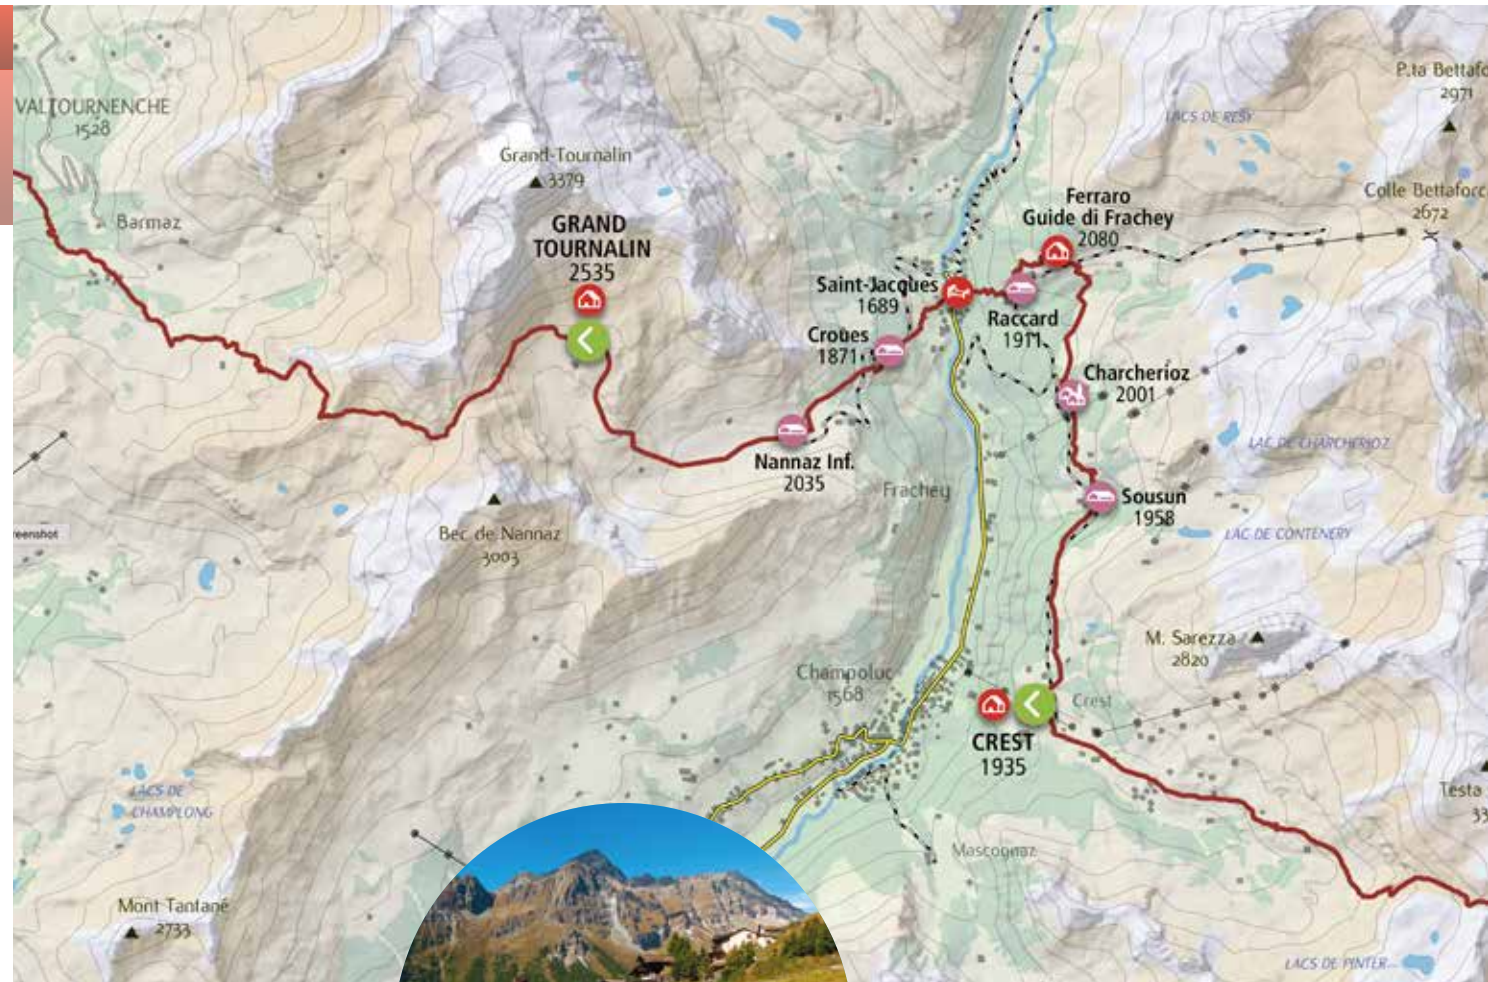 VALTOURNENCHE
1528
Barmaz
Grand-Tournalin
3379
GRAND
TOURNALIN
2535
Saint-Jacques
1689
Croues
1871
Nannaz Inf.
2035
Ferraro
Guide di Frachey
2080
Raccard
1911
Charcherioz
2001
Sousun
1958
LACS DE RESY
P.ta Bettafo
2971
Colle Bettaforc
2672
LAC DE CHARCHERIOZ
LAC DE CONTENERY
Frachey
Bec de Nannaz
3003
reenshot
M. Sarezza
2820
Champoluc
1568
Crest
CREST
1935
LACS DE
CHAMPLONG
Testa
33
Mascognaz
Mont Tantané
2733
LACS DE PINTER